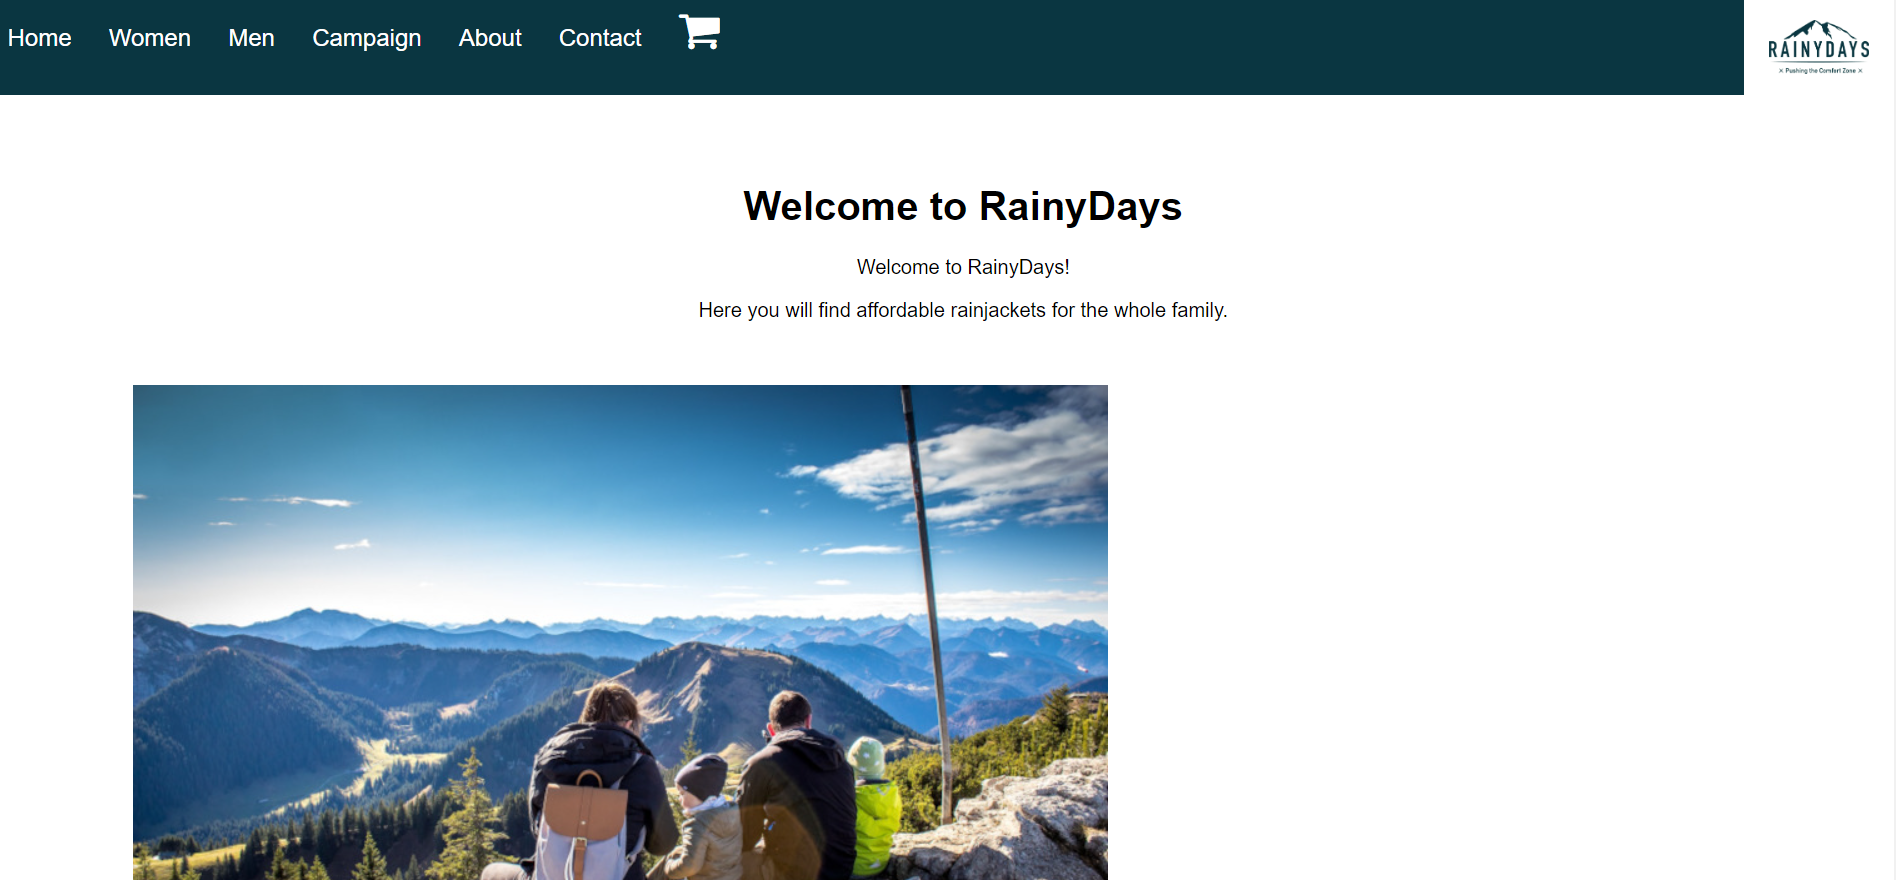 Home Women Men Campaign About Contact
RAINYDAYS
× Pushing the Comfort Zone ×
Welcome to RainyDays
Welcome to RainyDays!
Here you will find affordable rainjackets for the whole family.